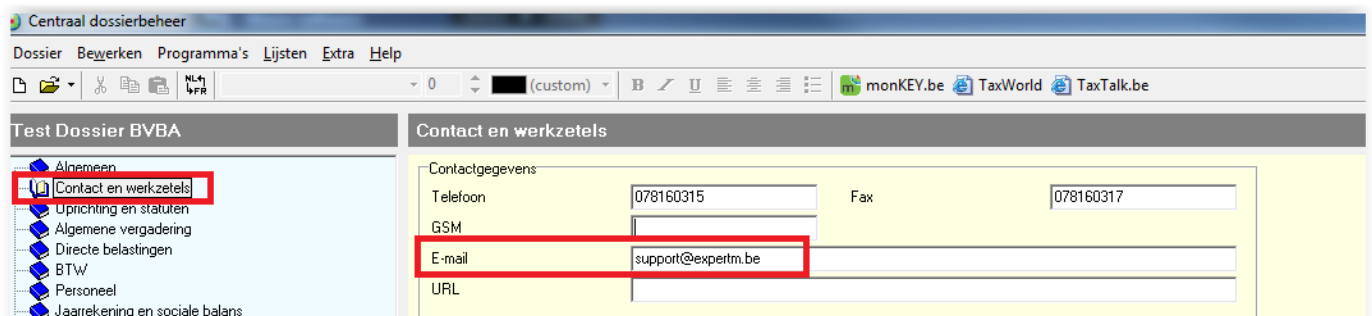 Centraal dossierbeheer
Dossier Bewerken Programma's Lijsten Extra Help
NL FR 0 (custom) B I U monKEY.be TaxWorld TaxTalk.be
Test Dossier BVBA
Contact en werkzetels
Algemeen
Contact en werkzetels
Oprichting en statuten
Algemene vergadering
Directe belastingen
BTW
Personeel
Jaarrekening en sociale balans
Contactgegevens
Telefoon 078160315 Fax 078160317
GSM
E-mail support@expertm.be
URL